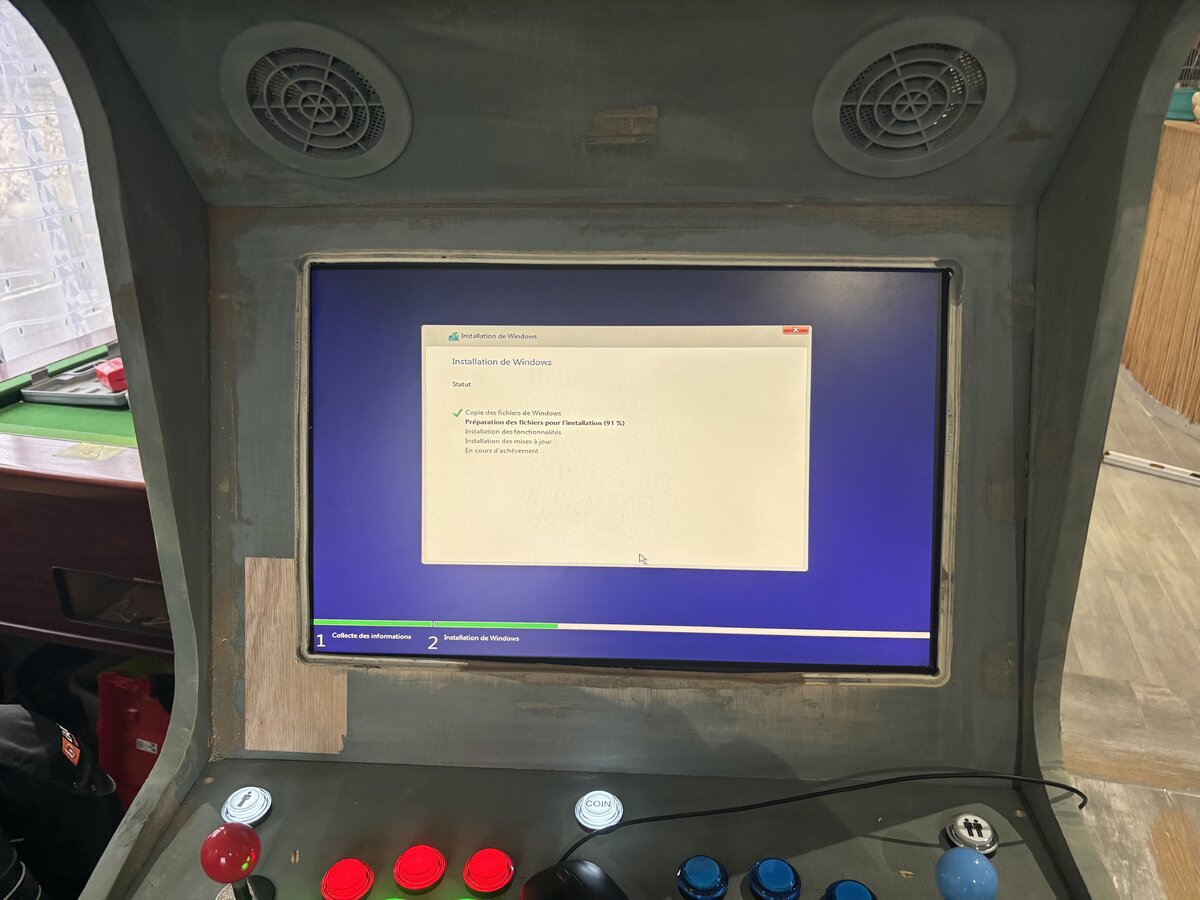 Installation de Windows
Installation de Windows
Statut
Copie des fichiers de Windows
Préparation des fichiers pour l'installation (91 %)
Installation des fonctionnalités
Installation des mises à jour
En cours d'achèvement
1 Collecte des informations
2 Installation de Windows
COIN